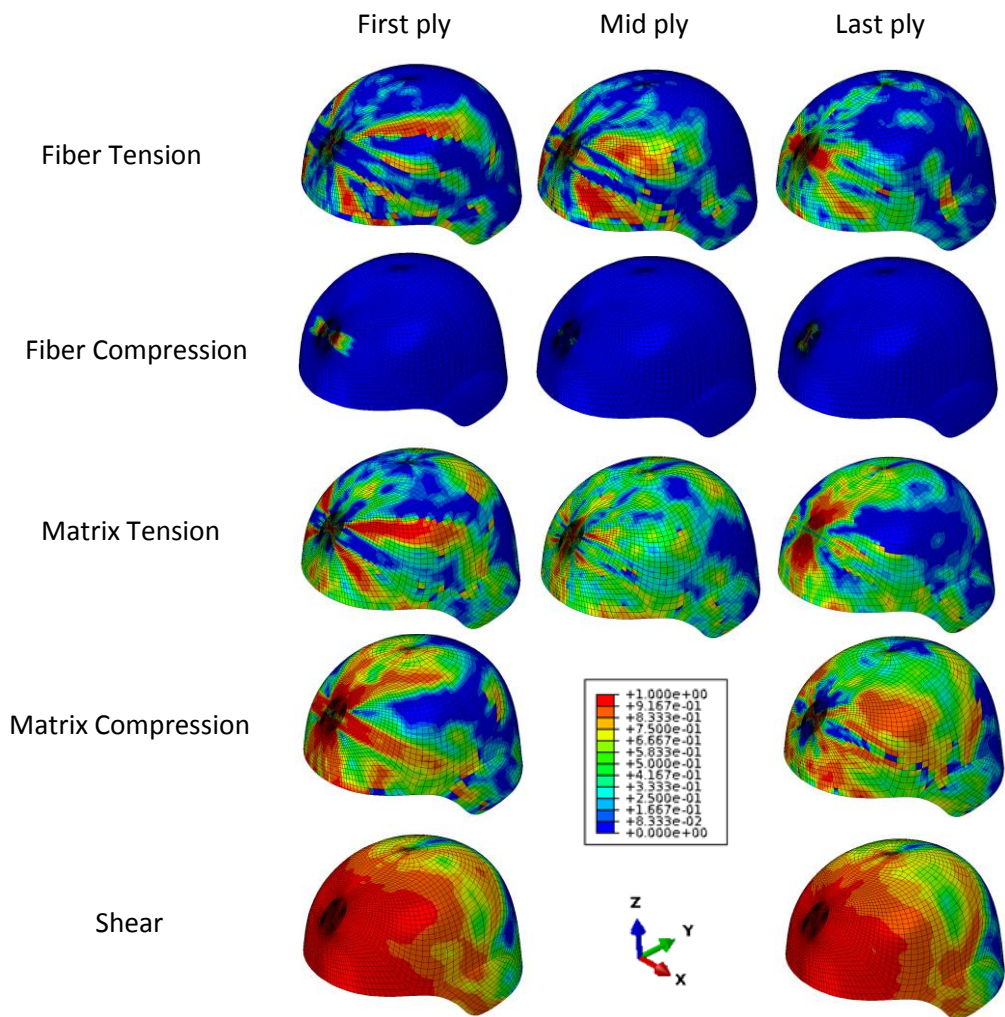 First ply Mid ply Last ply
Fiber Tension
Fiber Compression
Matrix Tension
Matrix Compression
+1.000e+00
+9.167e-01
+8.333e-01
+7.500e-01
+6.667e-01
+5.833e-01
+5.000e-01
+4.167e-01
+3.333e-01
+2.500e-01
+1.667e-01
+8.333e-02
+0.000e+00
Shear
Z
Y
X